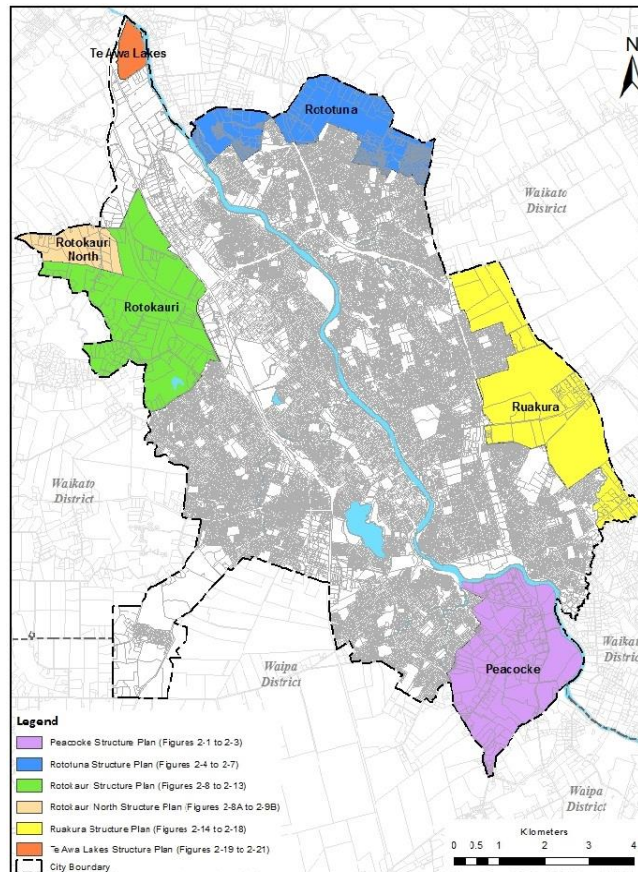 Te Awa Lakes
N
Rototuna
Waikato
District
Rotokauri
North
Rotokauri
Ruakura
Waikato
District
Waikato
District
Peacocke
Waipa
District
Waipa
District
Legend
Peacocke Structure Plan (Figures 2-1 to 2-3)
Rototuna Structure Plan (Figures 2-4 to 2-7)
Rotokaur Structure Plan (Figures 2-8 to 2-13)
Rotokaur North Structure Plan (Figures 2-8A to 2-9B)
Ruakura Structure Plan (Figures 2-14 to 2-18)
Te Awa Lakes Structure Plan (Figures 2-19 to 2-21)
City Boundary
Kilometers
0 0.5 1 2 3 4